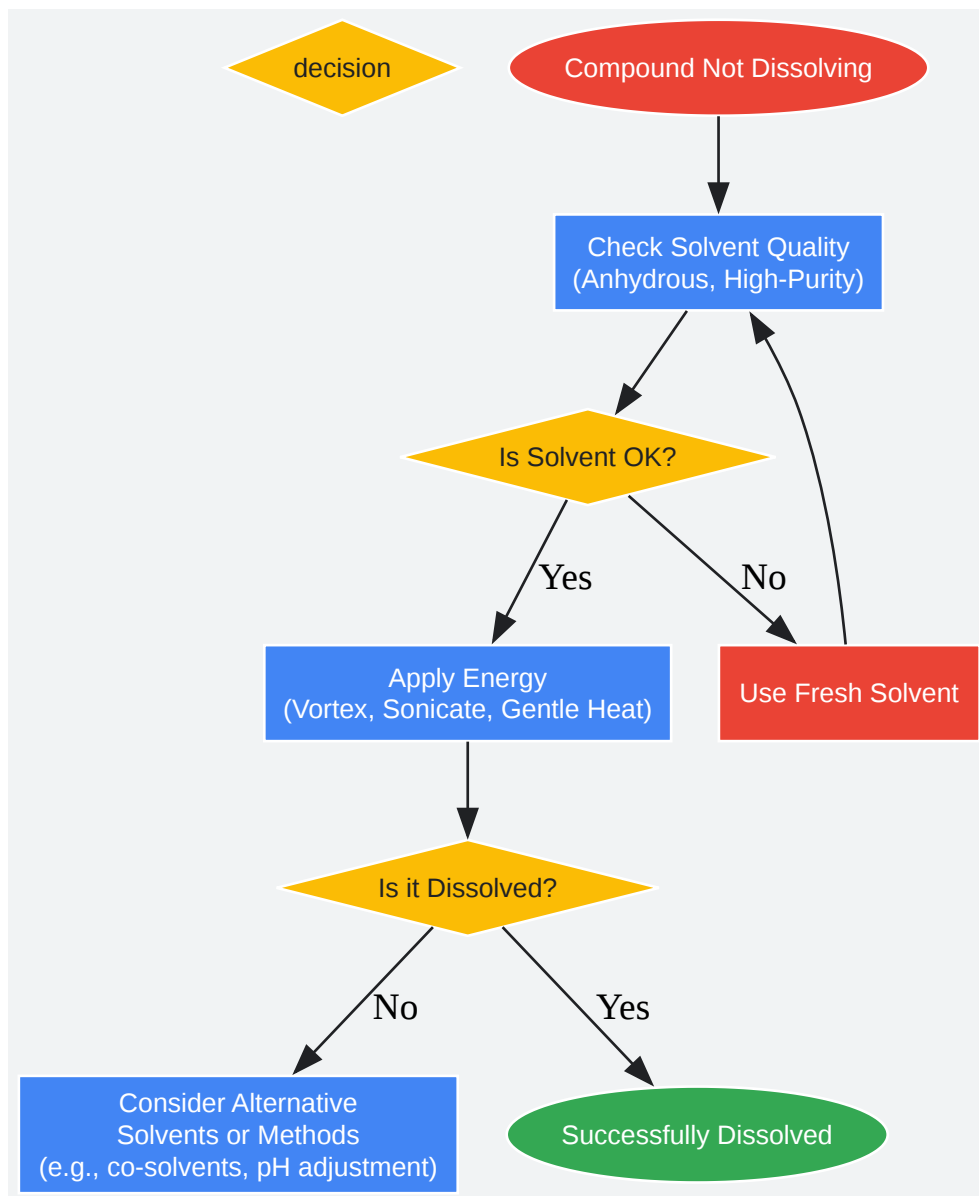 decision
Compound Not Dissolving
Check Solvent Quality
(Anhydrous, High-Purity)
Is Solvent OK?
Yes
No
Apply Energy
(Vortex, Sonicate, Gentle Heat)
Use Fresh Solvent
Is it Dissolved?
No
Yes
Consider Alternative
Solvents or Methods
(e.g., co-solvents, pH adjustment)
Successfully Dissolved